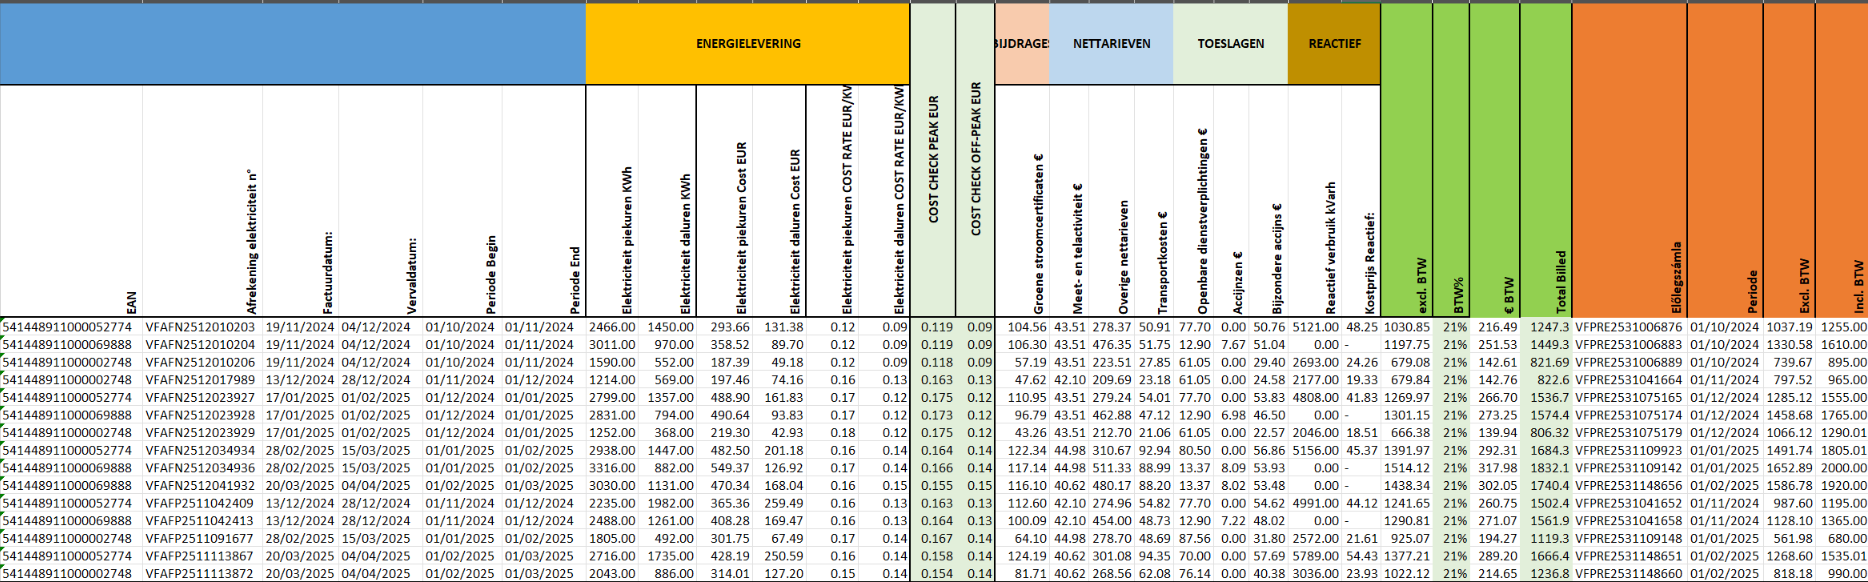 ENERGIELEVERING BIJDRAGES NETTARIEVEN TOESLAGEN REACTIEF
EAN Afrekening elektriciteit n° Factuurdatum: Vervaldatum: Periode Begin Periode End Elektriciteit piekuren KWh Elektriciteit daluren KWh Elektriciteit piekuren Cost EUR Elektriciteit daluren Cost EUR Elektriciteit piekuren COST RATE EUR/KW Elektriciteit daluren COST RATE EUR/KW COST CHECK PEAK EUR COST CHECK OFF-PEAK EUR Groene stroomcertificaten € Meet- en telactiviteit € Overige nettarieven Transportkosten € Openbare dienstverplichtingen € Accijnzen € Bijzondere accijns € Reactief verbruik kVarh Kostprijs Reactief: excl. BTW BTW% € BTW Total Billed Előlegszámla Periode Excl. BTW Incl. BTW
541448911000052774 VFAFN2512010203 19/11/2024 04/12/2024 01/10/2024 01/11/2024 2466.00 1450.00 293.66 131.38 0.12 0.09 0.119 0.09 104.56 43.51 278.37 50.91 77.70 0.00 50.76 5121.00 48.25 1030.85 21% 216.49 1247.3 VFPRE2531006876 01/10/2024 1037.19 1255.00
541448911000069888 VFAFN2512010204 19/11/2024 04/12/2024 01/10/2024 01/11/2024 3011.00 970.00 358.52 89.70 0.12 0.09 0.119 0.09 106.30 43.51 476.35 51.75 12.90 7.67 51.04 0.00 - 1197.75 21% 251.53 1449.3 VFPRE2531006883 01/10/2024 1330.58 1610.00
541448911000002748 VFAFN2512010206 19/11/2024 04/12/2024 01/10/2024 01/11/2024 1590.00 552.00 187.39 49.18 0.12 0.09 0.118 0.09 57.19 43.51 223.51 27.85 61.05 0.00 29.40 2693.00 24.26 679.08 21% 142.61 821.69 VFPRE2531006889 01/10/2024 739.67 895.00
541448911000002748 VFAFN2512017989 13/12/2024 28/12/2024 01/11/2024 01/12/2024 1214.00 569.00 197.46 74.16 0.16 0.13 0.163 0.13 47.62 42.10 209.69 23.18 61.05 0.00 24.58 2177.00 19.33 679.84 21% 142.76 822.6 VFPRE2531041664 01/11/2024 797.52 965.00
541448911000052774 VFAFN2512023927 17/01/2025 01/02/2025 01/12/2024 01/01/2025 2799.00 1357.00 488.90 161.83 0.17 0.12 0.175 0.12 110.95 43.51 279.24 54.01 77.70 0.00 53.83 4808.00 41.83 1269.97 21% 266.70 1536.7 VFPRE2531075165 01/12/2024 1285.12 1555.00
541448911000069888 VFAFN2512023928 17/01/2025 01/02/2025 01/12/2024 01/01/2025 2831.00 794.00 490.64 93.83 0.17 0.12 0.173 0.12 96.79 43.51 462.88 47.12 12.90 6.98 46.50 0.00 - 1301.15 21% 273.25 1574.4 VFPRE2531075174 01/12/2024 1458.68 1765.00
541448911000002748 VFAFN2512023929 17/01/2025 01/02/2025 01/12/2024 01/01/2025 1252.00 368.00 219.30 42.93 0.18 0.12 0.175 0.12 43.26 43.51 212.70 21.06 61.05 0.00 22.57 2046.00 18.51 666.38 21% 139.94 806.32 VFPRE2531075179 01/12/2024 1066.12 1290.01
541448911000052774 VFAFN2512034934 28/02/2025 15/03/2025 01/01/2025 01/02/2025 2938.00 1447.00 482.50 201.18 0.16 0.14 0.164 0.14 122.34 44.98 310.67 92.94 80.50 0.00 56.86 5156.00 45.37 1391.97 21% 292.31 1684.3 VFPRE2531109923 01/01/2025 1491.74 1805.01
541448911000069888 VFAFN2512034936 28/02/2025 15/03/2025 01/01/2025 01/02/2025 3316.00 882.00 549.37 126.92 0.17 0.14 0.166 0.14 117.14 44.98 511.33 88.99 13.37 8.09 53.93 0.00 - 1514.12 21% 317.98 1832.1 VFPRE2531109142 01/01/2025 1652.89 2000.00
541448911000069888 VFAFN2512041932 20/03/2025 04/04/2025 01/02/2025 01/03/2025 3030.00 1131.00 470.34 168.04 0.16 0.15 0.155 0.15 116.10 40.62 480.17 88.20 13.37 8.02 53.48 0.00 - 1438.34 21% 302.05 1740.4 VFPRE2531148656 01/02/2025 1586.78 1920.00
541448911000052774 VFAFP2511042409 13/12/2024 28/12/2024 01/11/2024 01/12/2024 2235.00 1982.00 365.36 259.49 0.16 0.13 0.163 0.13 112.60 42.10 274.96 54.82 77.70 0.00 54.62 4991.00 44.12 1241.65 21% 260.75 1502.4 VFPRE2531041652 01/11/2024 987.60 1195.00
541448911000069888 VFAFP2511042413 13/12/2024 28/12/2024 01/11/2024 01/12/2024 2488.00 1261.00 408.28 169.47 0.16 0.13 0.164 0.13 100.09 42.10 454.00 48.73 12.90 7.22 48.02 0.00 - 1290.81 21% 271.07 1561.9 VFPRE2531041658 01/11/2024 1128.10 1365.00
541448911000002748 VFAFP2511091677 28/02/2025 15/03/2025 01/01/2025 01/02/2025 1805.00 492.00 301.75 67.49 0.17 0.14 0.167 0.14 64.10 44.98 278.70 48.69 87.56 0.00 31.80 2572.00 21.61 925.07 21% 194.27 1119.3 VFPRE2531109148 01/01/2025 561.98 680.00
541448911000052774 VFAFP2511113867 20/03/2025 04/04/2025 01/02/2025 01/03/2025 2716.00 1735.00 428.19 250.59 0.16 0.14 0.158 0.14 124.19 40.62 301.08 94.35 70.00 0.00 57.69 5789.00 54.43 1377.21 21% 289.20 1666.4 VFPRE2531148651 01/02/2025 1268.60 1535.01
541448911000002748 VFAFP2511113872 20/03/2025 04/04/2025 01/02/2025 01/03/2025 2043.00 886.00 314.01 127.20 0.15 0.14 0.154 0.14 81.71 40.62 268.56 62.08 76.14 0.00 40.38 3036.00 23.93 1022.12 21% 214.65 1236.8 VFPRE2531148660 01/02/2025 818.18 990.00